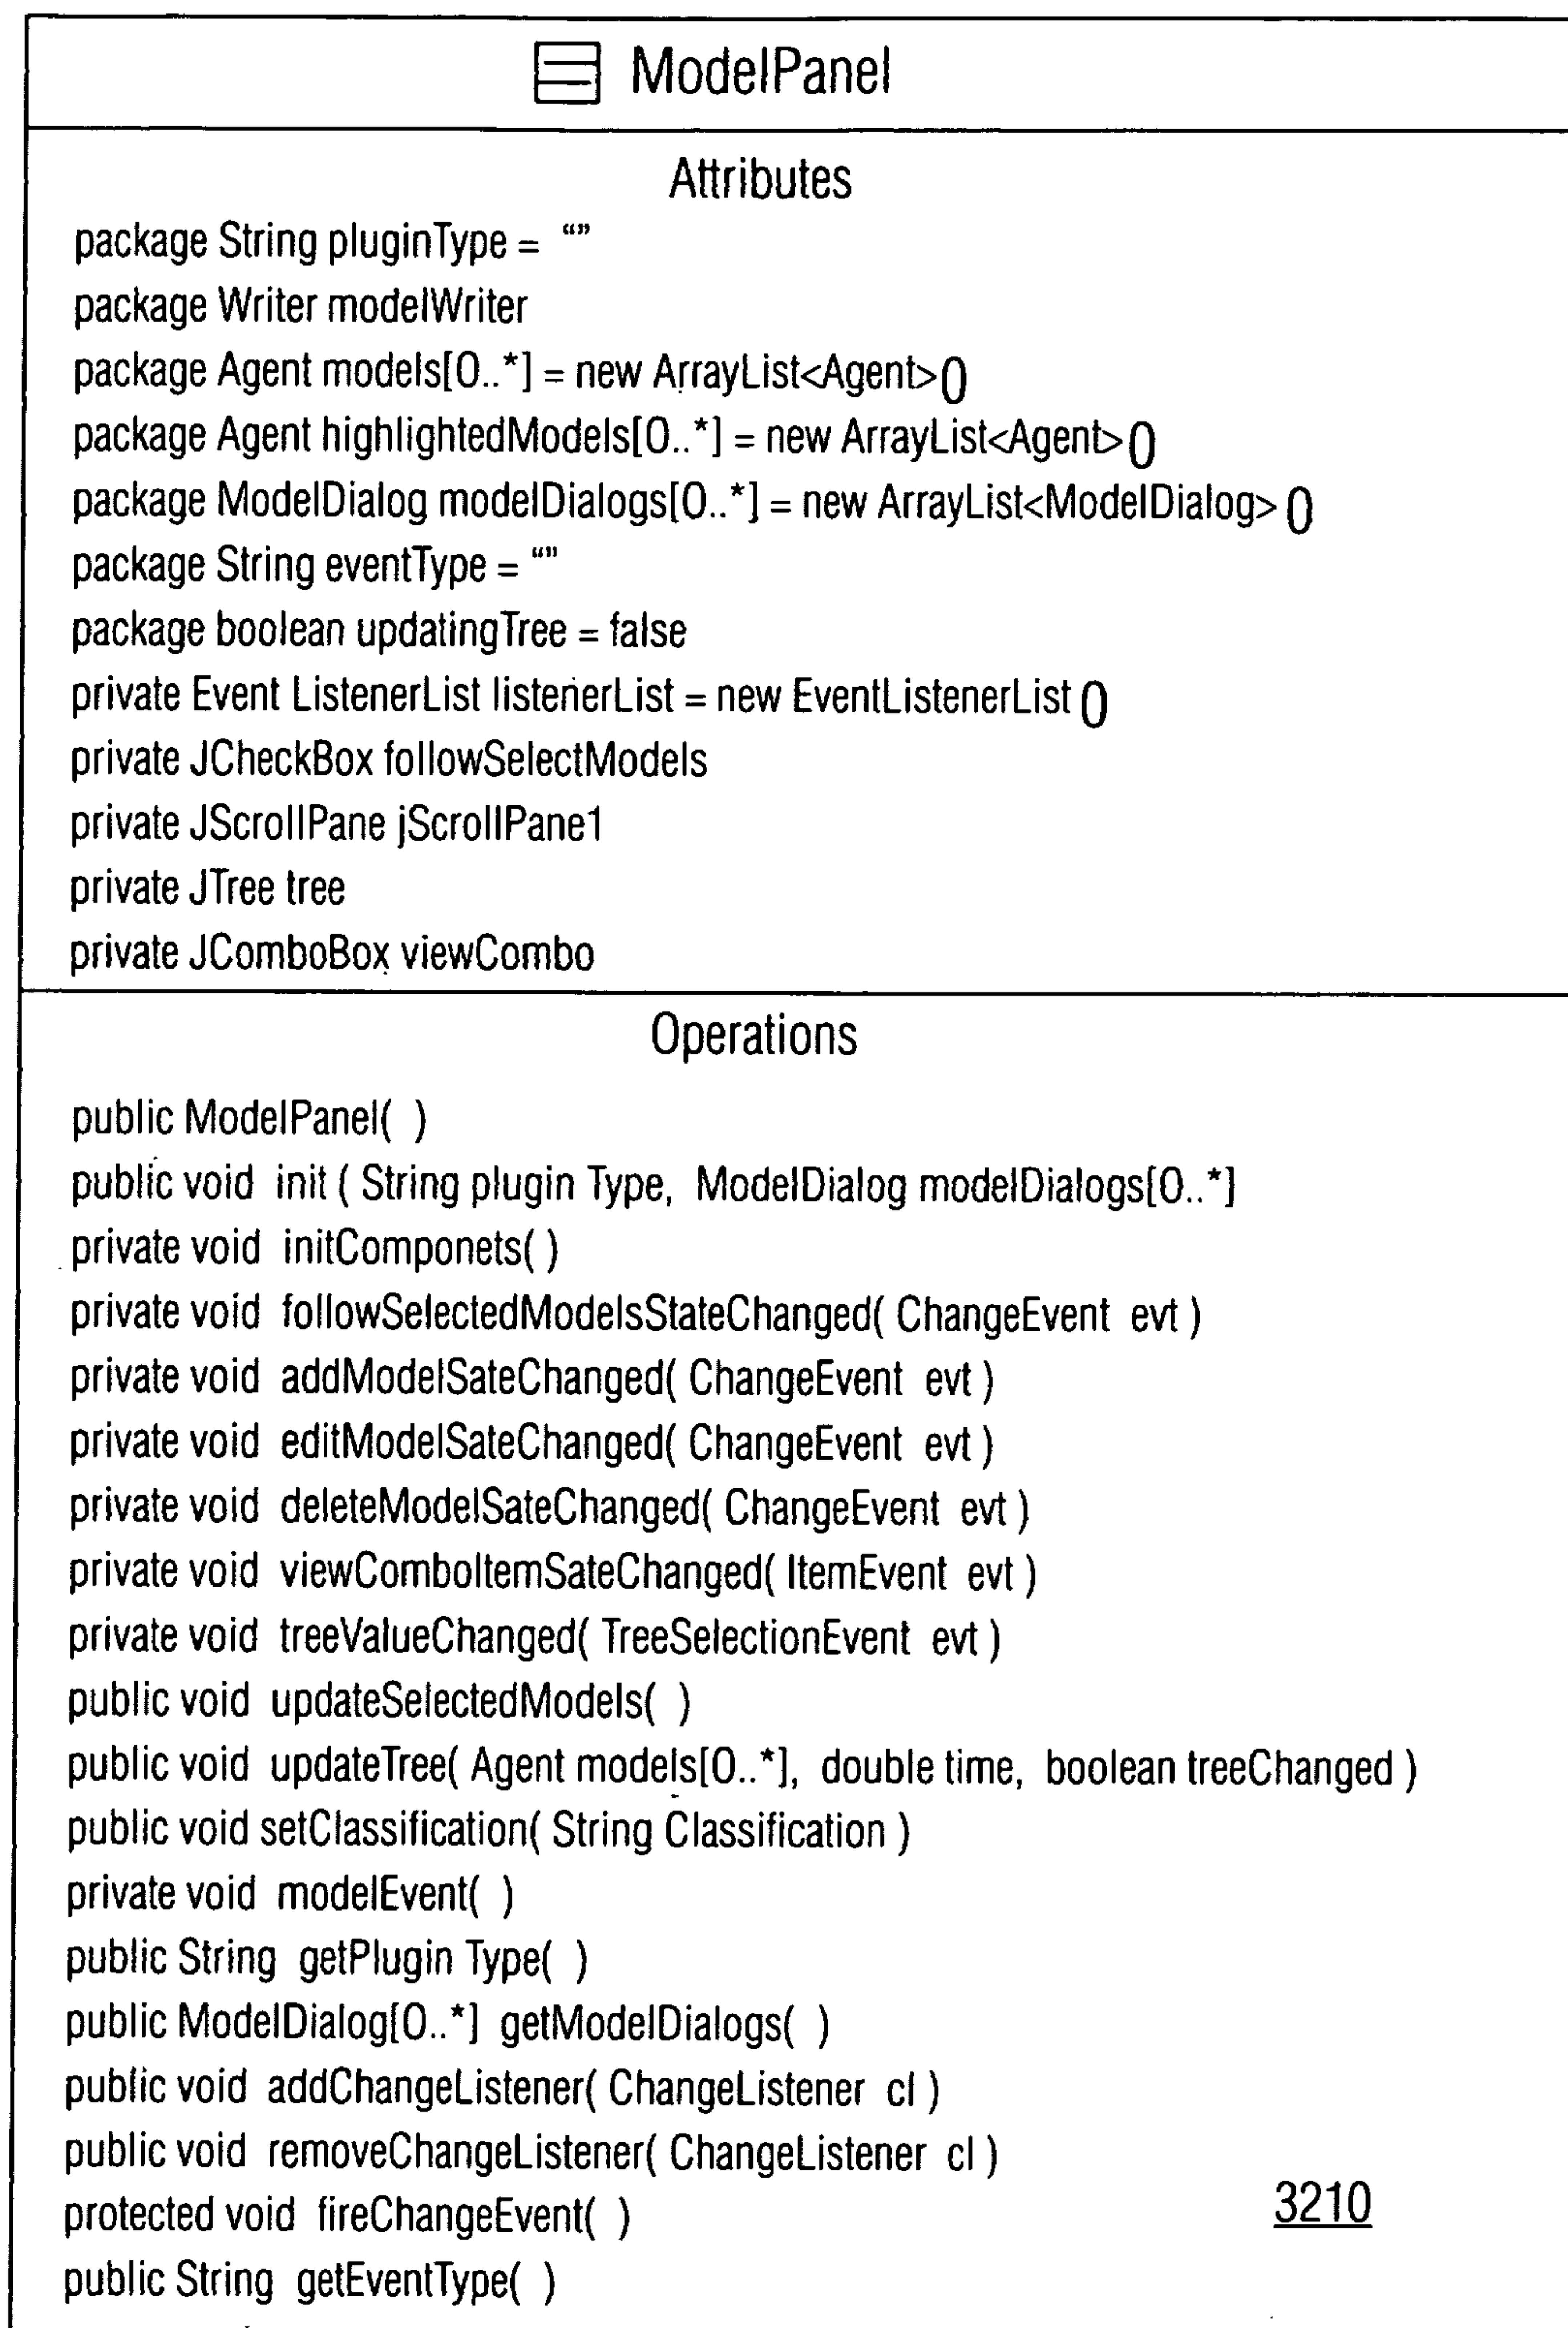 ModelPanel
Attributes
package String pluginType = “”
package Writer modelWriter
package Agent models[0..*] = new ArrayList<Agent>()
package Agent highlightedModels[0..*] = new ArrayList<Agent>()
package ModelDialog modelDialogs[0..*] = new ArrayList<ModelDialog>()
package String eventType = “”
package boolean updatingTree = false
private Event ListenerList listenerList = new EventListenerList()
private JCheckBox followSelectModels
private JScrollPane jScrollPane1
private JTree tree
private JComboBox viewCombo
Operations
public ModelPanel( )
public void init ( String plugin Type, ModelDialog modelDialogs[0..*]
private void initComponets( )
private void followSelectedModelsStateChanged( ChangeEvent evt )
private void addModelSateChanged( ChangeEvent evt )
private void editModelSateChanged( ChangeEvent evt )
private void deleteModelSateChanged( ChangeEvent evt )
private void viewComboItemSateChanged( ItemEvent evt )
private void treeValueChanged( TreeSelectionEvent evt )
public void updateSelectedModels( )
public void updateTree( Agent models[0..*], double time, boolean treeChanged )
public void setClassification( String Classification )
private void modelEvent( )
public String getPlugin Type( )
public ModelDialog[0..*] getModelDialogs( )
public void addChangeListener( ChangeListener cl )
public void removeChangeListener( ChangeListener cl )
protected void fireChangeEvent( )
3210
public String getEventType( )